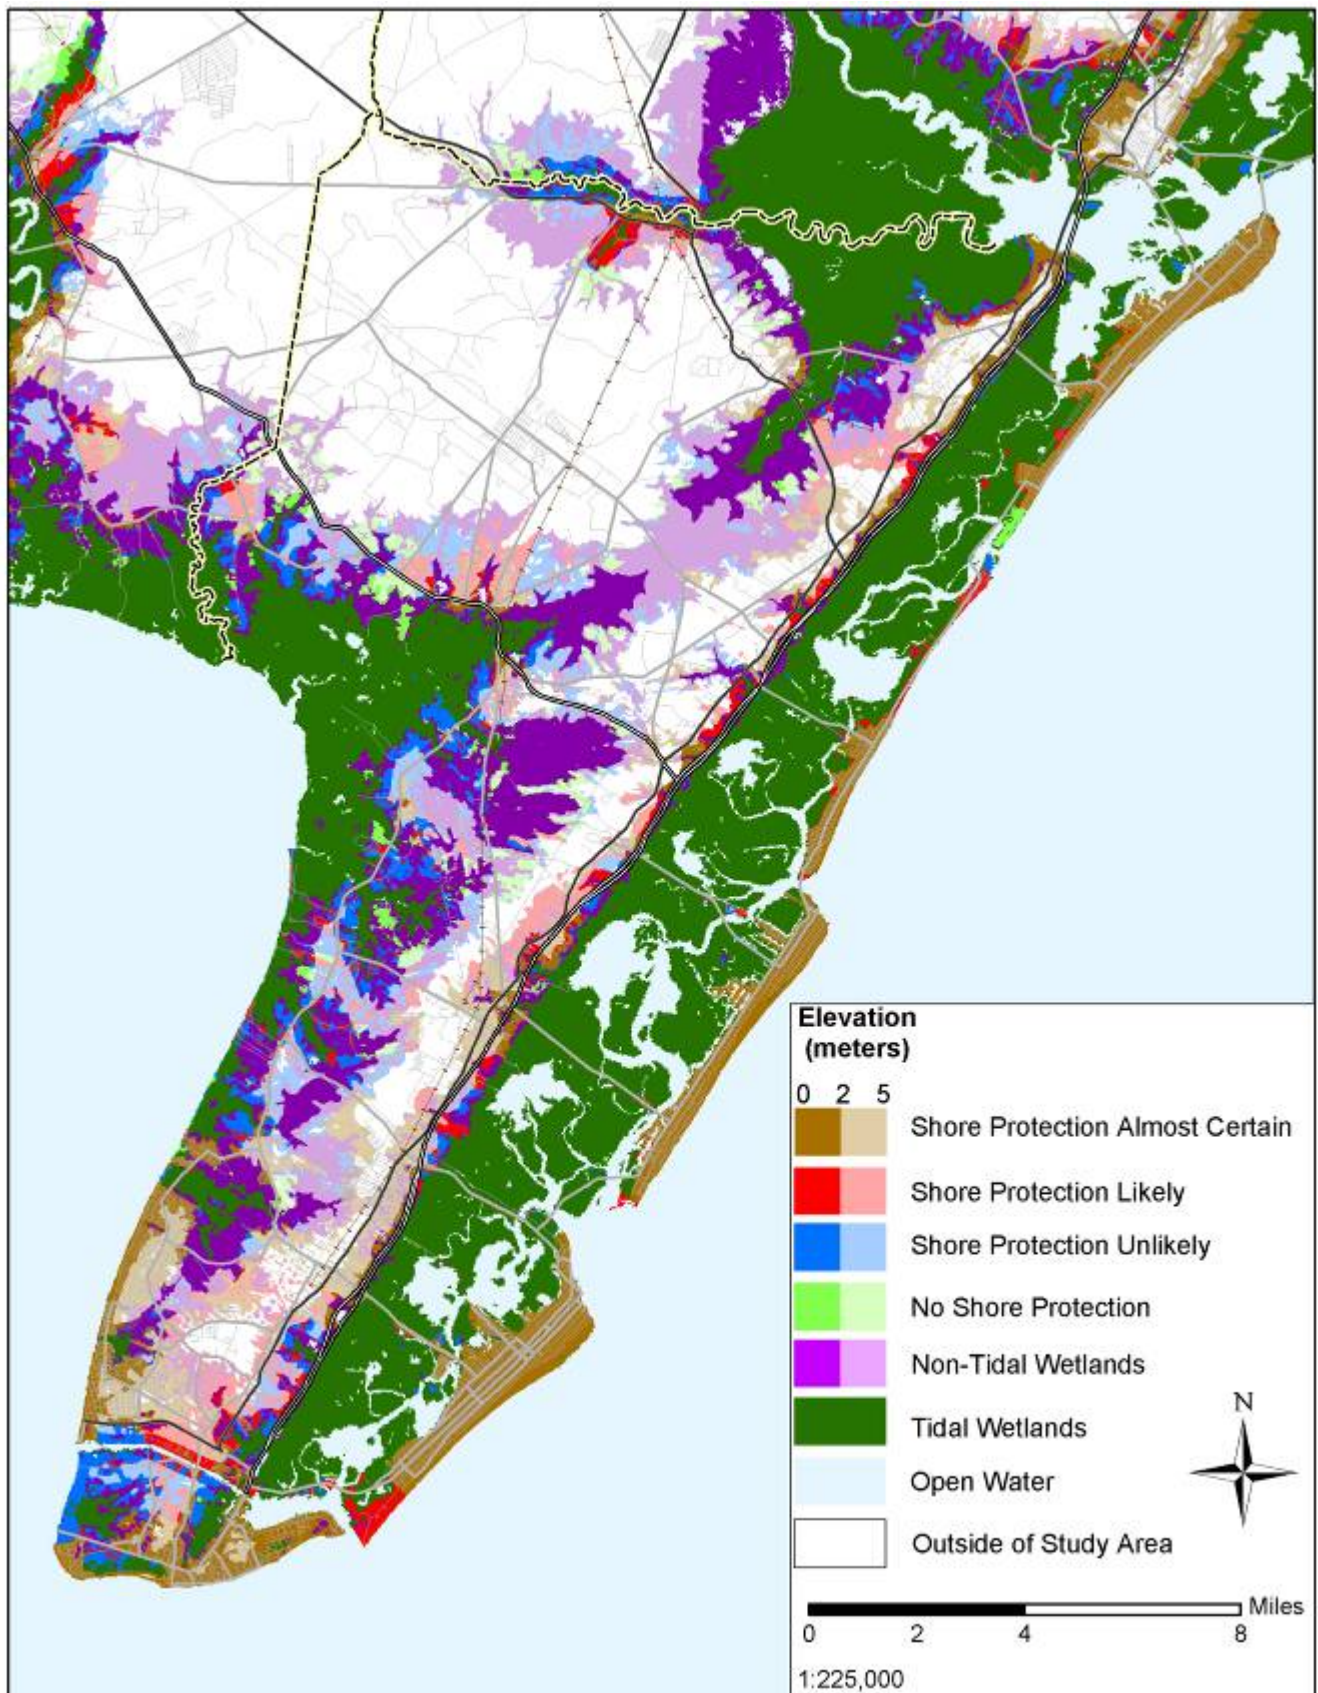 Elevation
(meters)
0 2 5
Shore Protection Almost Certain
Shore Protection Likely
Shore Protection Unlikely
No Shore Protection
Non-Tidal Wetlands
Tidal Wetlands
Open Water
Outside of Study Area
N
Miles
0 2 4 8
1:225,000